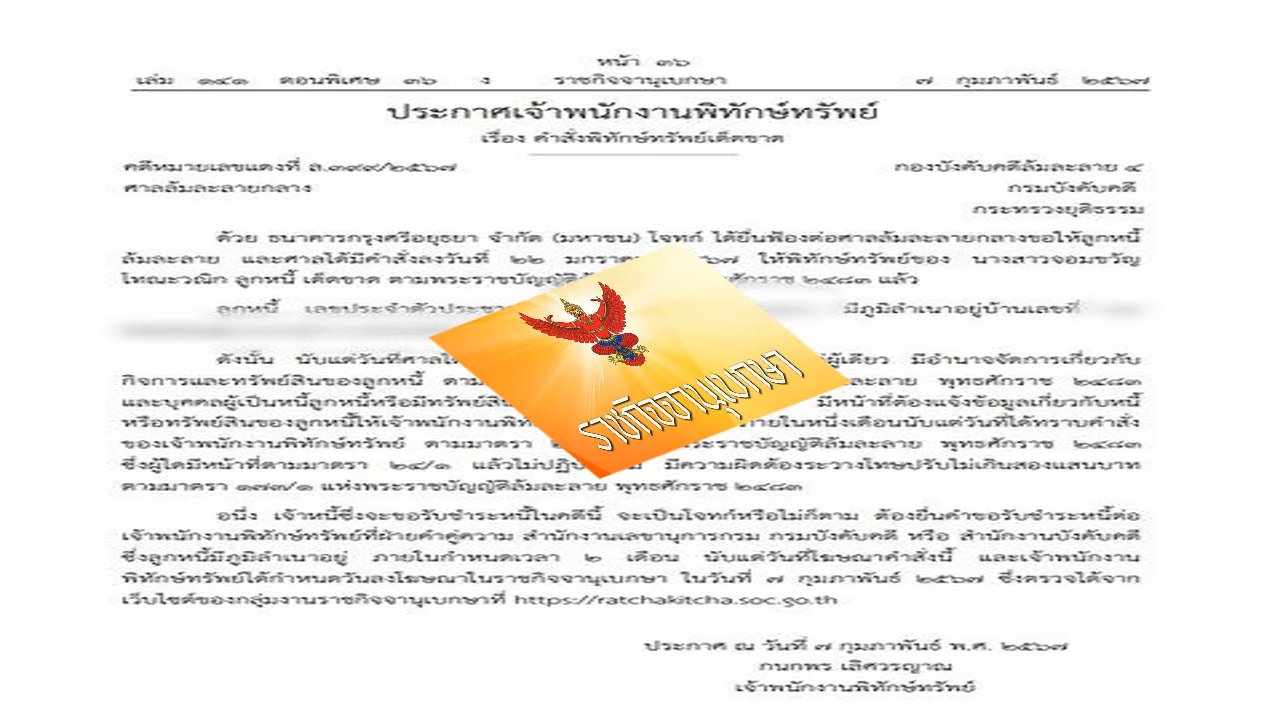 หน้า ๓๖
เล่ม ๑๔๑ ตอนพิเศษ ๓๖ ง ราชกิจจานุเบกษา ๗ กุมภาพันธ์ ๒๕๖๗
ประกาศเจ้าพนักงานพิทักษ์ทรัพย์
เรื่อง คำสั่งพิทักษ์ทรัพย์เด็ดขาด
คดีหมายเลขแดงที่ ล.๓๙๙/๒๕๖๗ กองบังคับคดีล้มละลาย ๔
ศาลล้มละลายกลาง กรมบังคับคดี
กระทรวงยุติธรรม
ด้วย ธนาคารกรุงศรีอยุธยา จำกัด (มหาชน) โจทก์ ได้ยื่นฟ้องต่อศาลล้มละลายกลางขอให้ลูกหนี้
ล้มละลาย และศาลได้มีคำสั่งลงวันที่ ๒๒ ให้พิทักษ์ทรัพย์ของ นางสาวจอมขวัญ
โทณะวณิก ลูกหนี้ เด็ดขาด ตามพระราชบัญญัติ ๒๔๘๓ แล้ว
ลูกหนี้ เลขประจำตัว มีภูมิลำเนาอยู่บ้านเลขที่
ดังนั้น นับแต่วันที่ศาล ผู้เดียว มีอำนาจจัดการเกี่ยวกับ
กิจการและทรัพย์สินของลูกหนี้ ตาม พุทธศักราช ๒๔๘๓
และบุคคลผู้เป็นหนี้ลูกหนี้หรือมีทรัพย์ มีหน้าที่ต้องแจ้งข้อมูลเกี่ยวกับหนี้
หรือทรัพย์สินของลูกหนี้ให้เจ้าพนักงาน ภายในหนึ่งเดือนนับแต่วันที่ได้ทราบคำสั่ง
ของเจ้าพนักงานพิทักษ์ทรัพย์ ตามมาตรา พระราชบัญญัติล้มละลาย พุทธศักราช ๒๔๘๓
ซึ่งผู้ใดมีหน้าที่ตามมาตรา ๒๔/๑ แล้วไม่ มีความผิดต้องระวางโทษปรับไม่เกินสองแสนบาท
ตามมาตรา ๑๗๓/๑ แห่งพระราชบัญญัติล้มละลาย พุทธศักราช ๒๔๘๓
ราชกิจจานุเบกษา
อนึ่ง เจ้าหนี้ซึ่งจะขอรับชำระหนี้ในคดีนี้ จะเป็นโจทก์หรือไม่ก็ตาม ต้องยื่นคำขอรับชำระหนี้ต่อ
เจ้าพนักงานพิทักษ์ทรัพย์ที่ฝ่ายคำคู่ความ สำนักงานเลขานุการกรม กรมบังคับคดี หรือ สำนักงานบังคับคดี
ซึ่งลูกหนี้มีภูมิลำเนาอยู่ ภายในกำหนดเวลา ๒ เดือน นับแต่วันที่โฆษณาคำสั่งนี้ และเจ้าพนักงาน
พิทักษ์ทรัพย์ได้กำหนดวันลงโฆษณาในราชกิจจานุเบกษา ในวันที่ ๗ กุมภาพันธ์ ๒๕๖๗ ซึ่งตรวจได้จาก
เว็บไซต์ของกลุ่มงานราชกิจจานุเบกษาที่ https://ratchakitcha.soc.go.th
ประกาศ ณ วันที่ ๗ กุมภาพันธ์ พ.ศ. ๒๕๖๗
กนกพร เลิศวรญาณ
เจ้าพนักงานพิทักษ์ทรัพย์